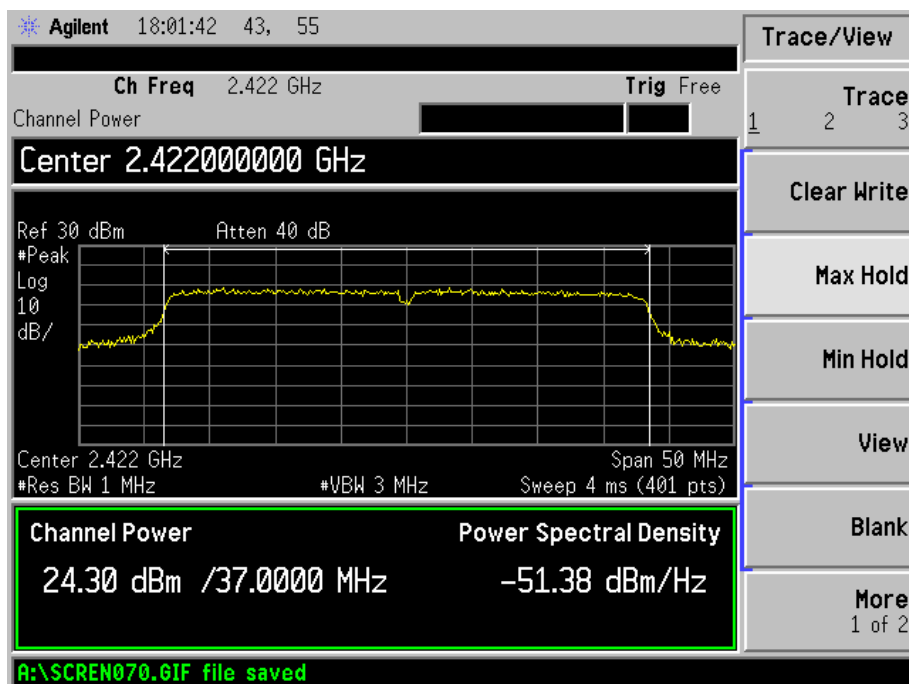 Agilent 18:01:42 43, 55
Trace/View
Ch Freq 2.422 GHz Trig Free
Channel Power
Trace
1 2 3
Center 2.422000000 GHz
Clear Write
Ref 30 dBm Atten 40 dB
#Peak
Log
10
dB/
Max Hold
Min Hold
View
Center 2.422 GHz Span 50 MHz
#Res BW 1 MHz #VBW 3 MHz Sweep 4 ms (401 pts)
Channel Power Power Spectral Density
24.30 dBm /37.0000 MHz -51.38 dBm/Hz
Blank
More
1 of 2
A:\SCREN070.GIF file saved